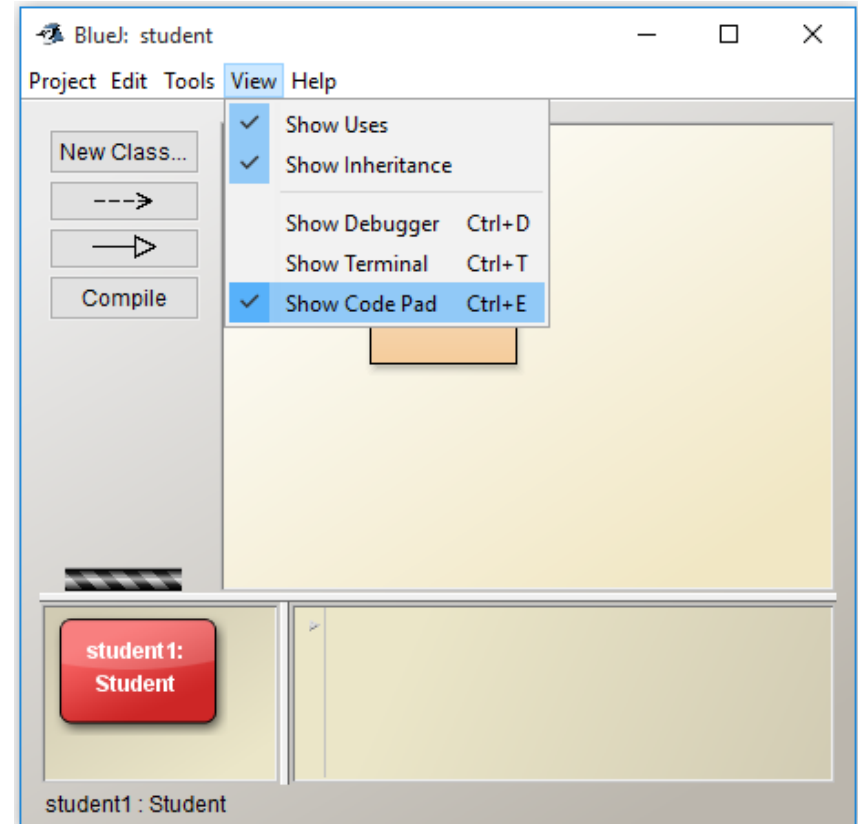 BlueJ: student
Project Edit Tools View Help
New Class...
Compile
Show Uses
Show Inheritance
Show Debugger Ctrl+D
Show Terminal Ctrl+T
Show Code Pad Ctrl+E
student1:
Student
student1 : Student